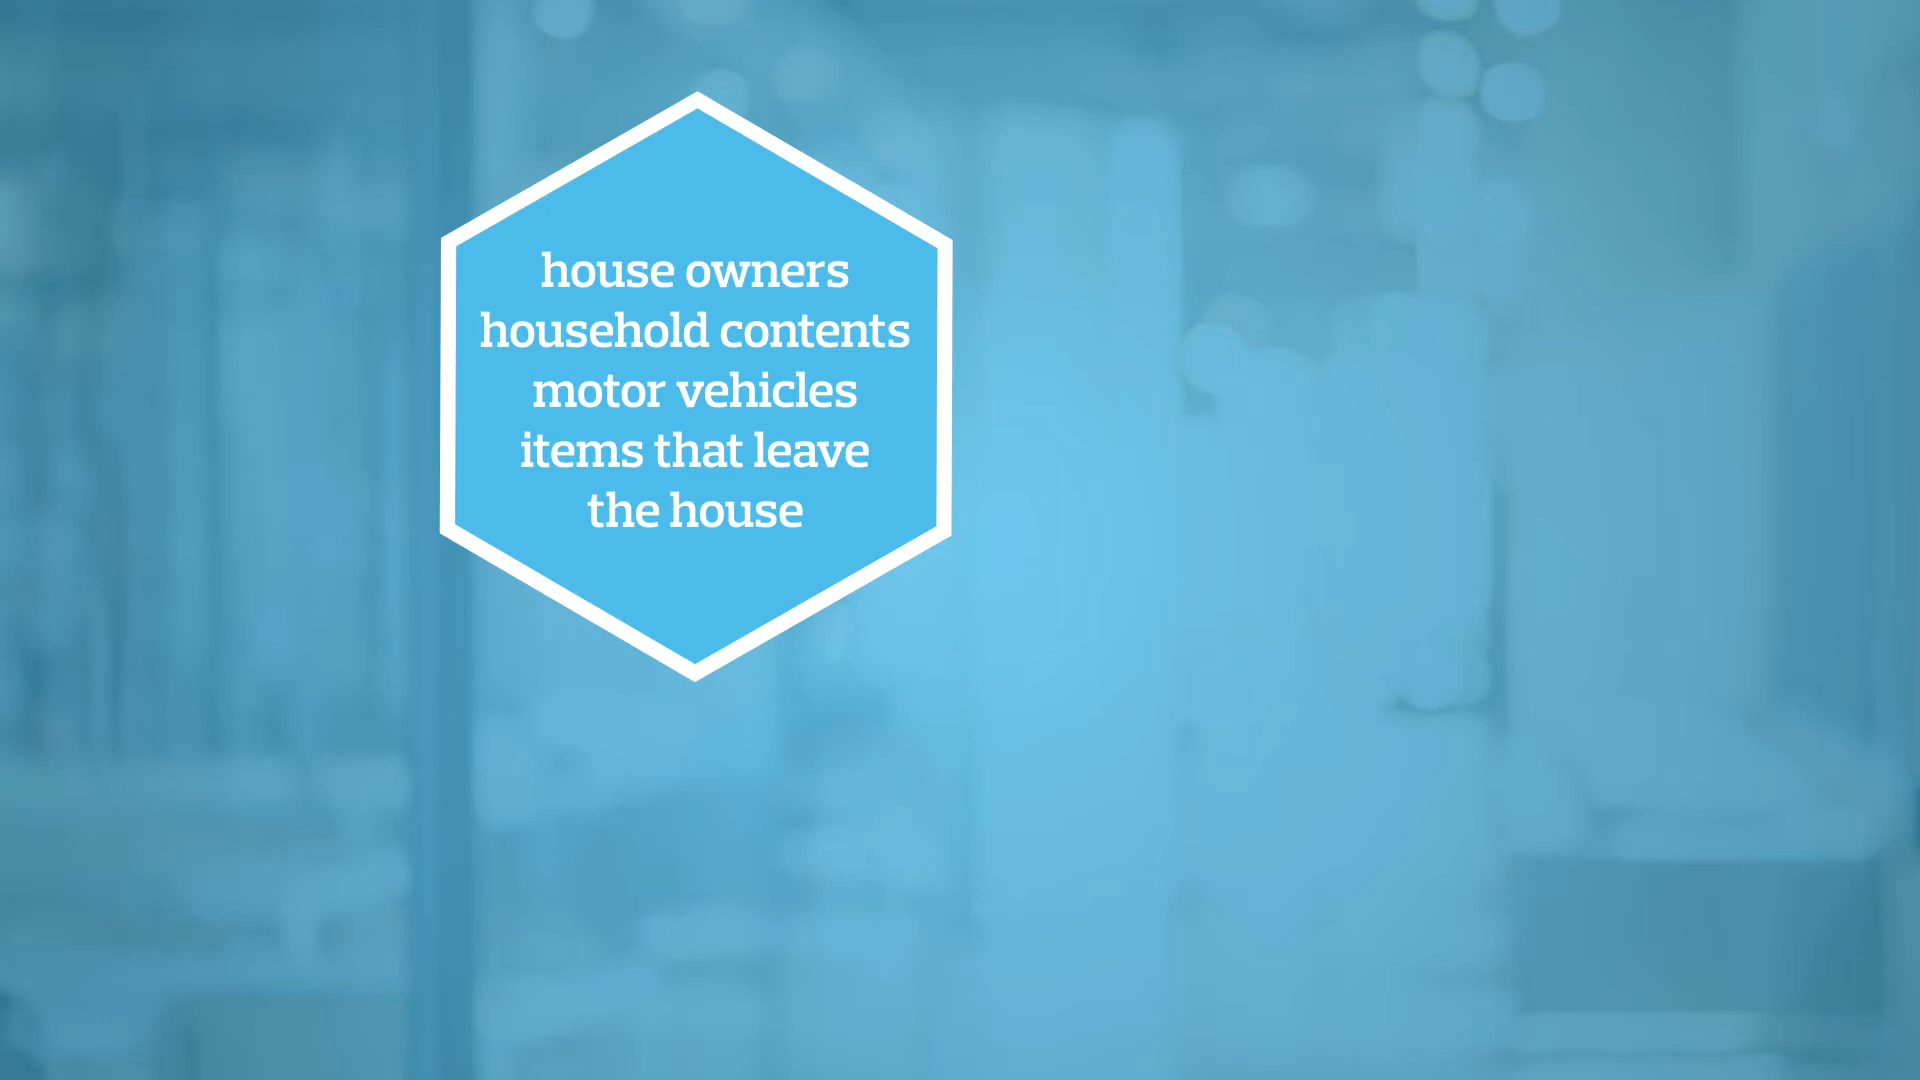 house owners
household contents
motor vehicles
items that leave
the house